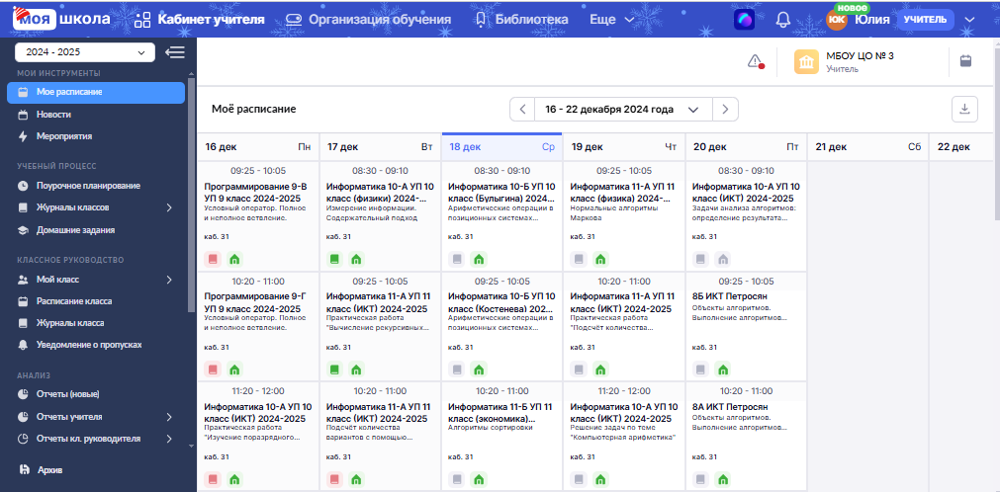 моя школа
Кабинет учителя
Организация обучения
Библиотека
Еще
ЮК
НОВОЕ
Юлия
УЧИТЕЛЬ
2024 - 2025
МОИ ИНСТРУМЕНТЫ
Мое расписание
Новости
Мероприятия
УЧЕБНЫЙ ПРОЦЕСС
Поурочное планирование
Журналы классов
Домашние задания
КЛАССНОЕ РУКОВОДСТВО
Мой класс
Расписание класса
Журналы класса
Уведомление о пропусках
АНАЛИЗ
Отчеты (новые)
Отчеты учителя
Отчеты кл. руководителя
Архив
МБОУ ЦО № 3
Учитель
Моё расписание
16 - 22 декабря 2024 года
16 дек Пн
17 дек Вт
18 дек Ср
19 дек Чт
20 дек Пт
21 дек Сб
22 дек
09:25 - 10:05
Программирование 9-В
УП 9 класс 2024-2025
Условный оператор. Полное
и неполное ветвление.
каб. 31
08:30 - 09:10
Информатика 10-А УП 10
класс (физики) 2024-...
Измерение информации.
Содержательный подход
каб. 31
08:30 - 09:10
Информатика 10-Б УП 10
класс (Булыгина) 2024...
Арифметические операции в
позиционных системах...
каб. 31
09:25 - 10:05
Информатика 11-А УП 11
класс (физика) 2024-...
Нормальные алгоритмы
Маркова
каб. 31
08:30 - 09:10
Информатика 10-А УП 10
класс (ИКТ) 2024-2025
Задачи анализа алгоритмов:
определение результата...
каб. 31
10:20 - 11:00
Программирование 9-Г
УП 9 класс 2024-2025
Условный оператор. Полное
и неполное ветвление.
каб. 31
09:25 - 10:05
Информатика 11-А УП 11
класс (ИКТ) 2024-2025
Практическая работа
"Вычисление рекурсивных...
каб. 31
09:25 - 10:05
Информатика 10-Б УП 10
класс (Костенева) 202...
Арифметические операции в
позиционных системах...
каб. 31
10:20 - 11:00
Информатика 11-А УП 11
класс (ИКТ) 2024-2025
Практическая работа
"Подсчёт количества...
каб. 31
09:25 - 10:05
8Б ИКТ Петросян
Объекты алгоритмов.
Выполнение алгоритмов...
каб. 31
11:20 - 12:00
Информатика 10-А УП 10
класс (ИКТ) 2024-2025
Практическая работа
"Изучение поразрядного...
каб. 31
10:20 - 11:00
Информатика 11-А УП 11
класс (ИКТ) 2024-2025
Подсчёт количества
вариантов с помощью...
каб. 31
10:20 - 11:00
Информатика 11-Б УП 11
класс (экономика)...
Алгоритмы сортировки
каб. 31
11:20 - 12:00
Информатика 10-А УП 10
класс (ИКТ) 2024-2025
Решение задач по теме
"Компьютерная арифметика"
каб. 31
10:20 - 11:00
8А ИКТ Петросян
Объекты алгоритмов.
Выполнение алгоритмов...
каб. 31